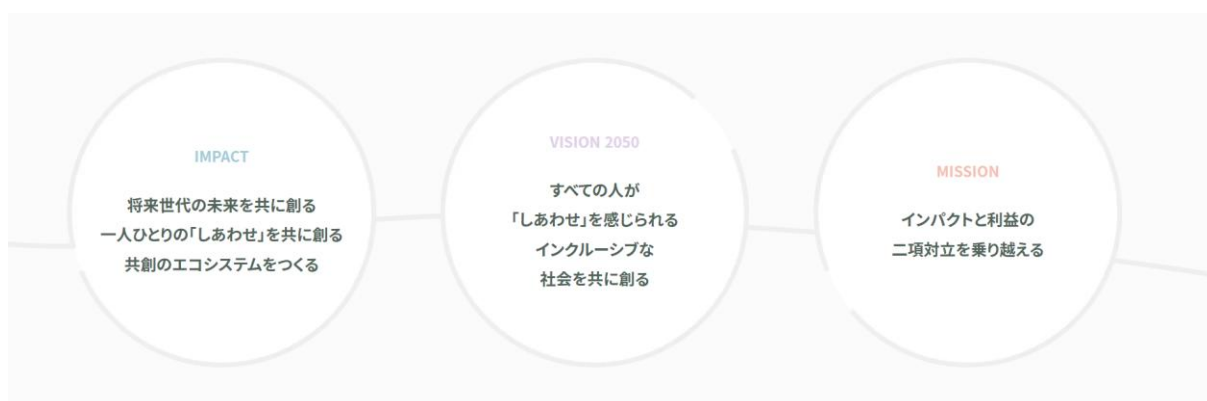 IMPACT
将来世代の未来を共に創る
一人ひとりの「しあわせ」を共に創る
共創のエコシステムをつくる
VISION 2050
すべての人が
「しあわせ」を感じられる
インクルーシブな
社会を共に創る
MISSION
インパクトと利益の
二項対立を乗り越える